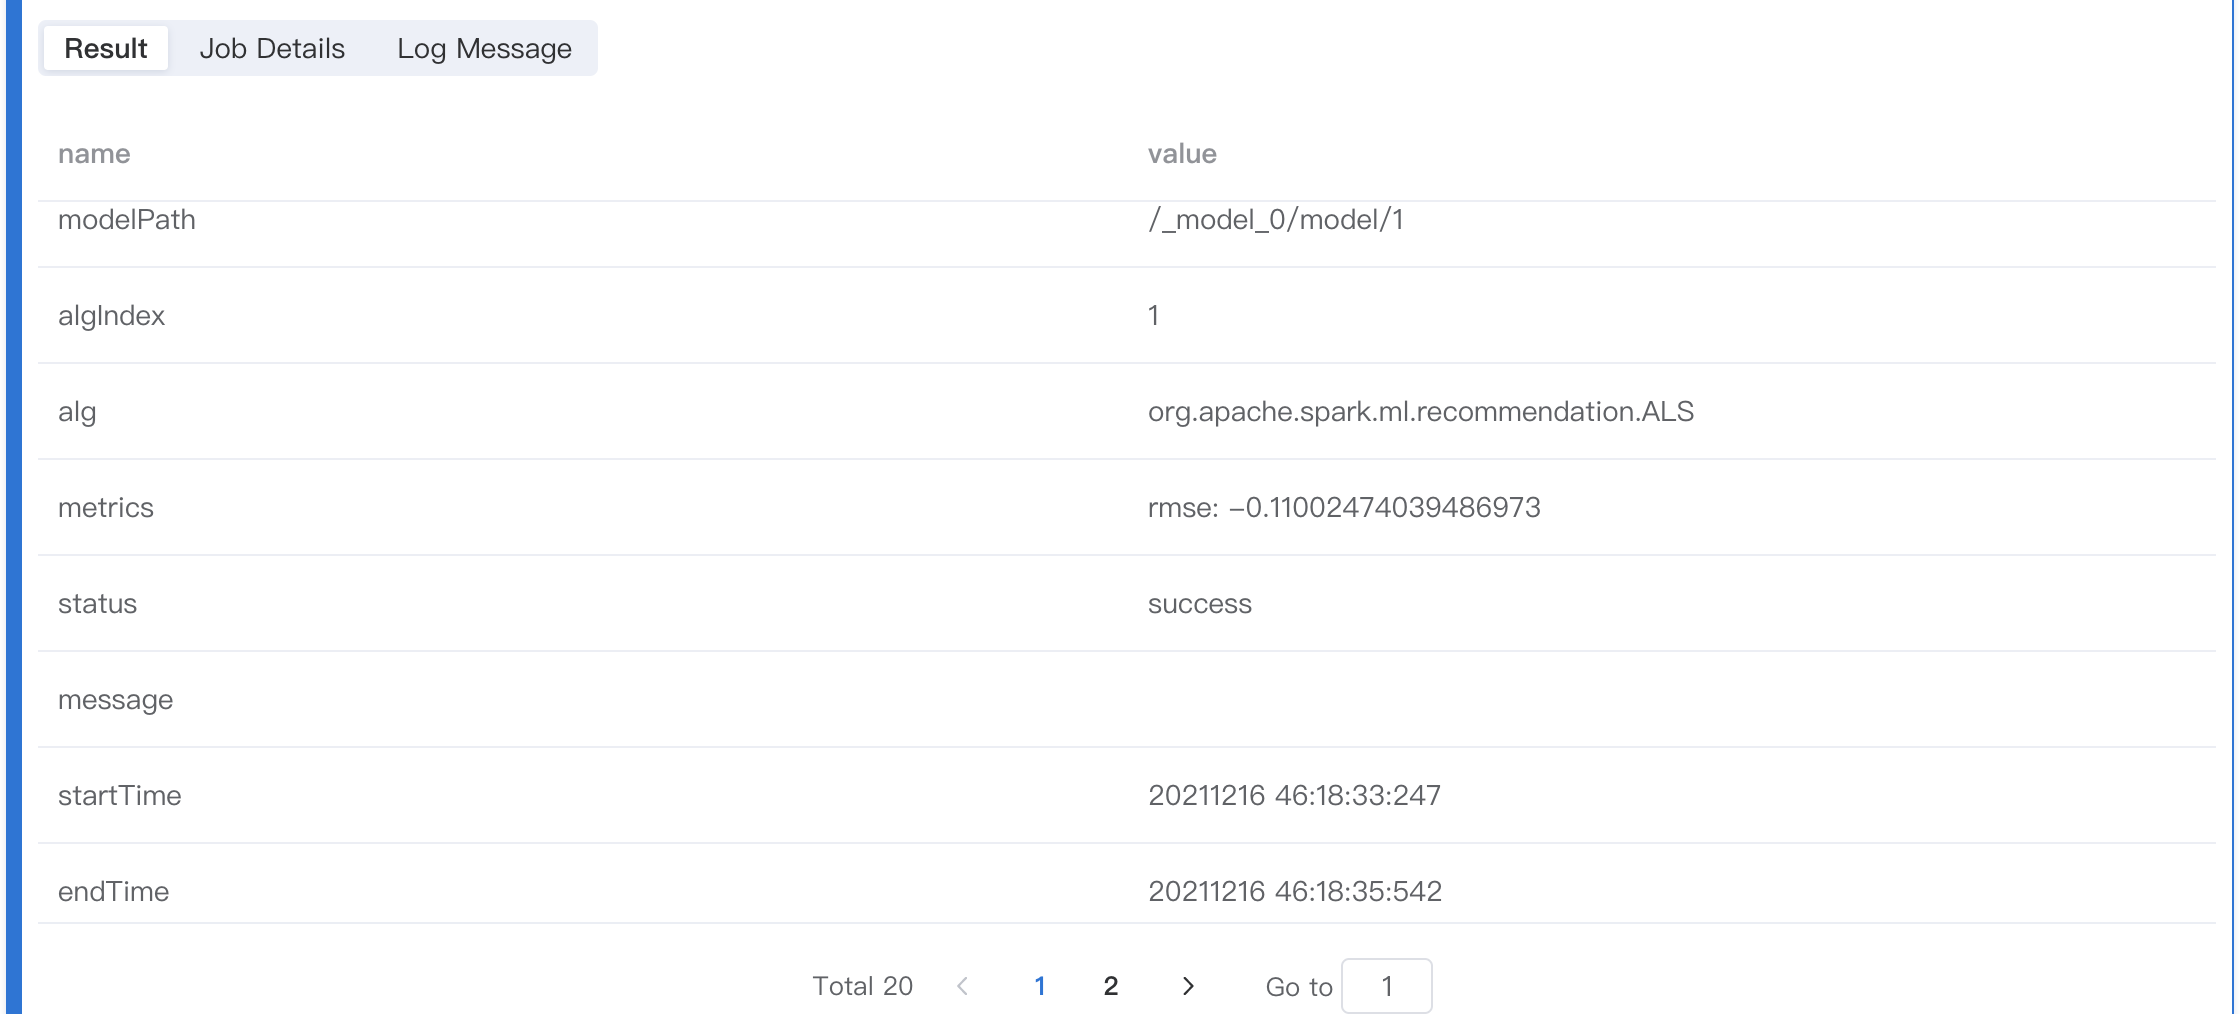 Result Job Details Log Message
name value
modelPath /_model_0/model/1
algIndex 1
alg org.apache.spark.ml.recommendation.ALS
metrics rmse: -0.11002474039486973
status success
message
startTime 20211216 46:18:33:247
endTime 20211216 46:18:35:542
Total 20 < 1 2 > Go to 1